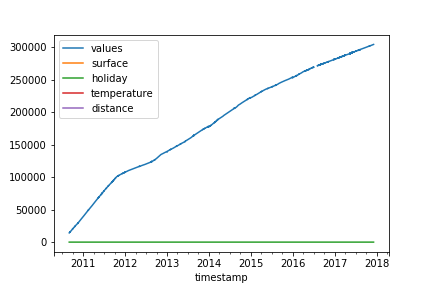 300000
250000
200000
150000
100000
50000
0
values
surface
holiday
temperature
distance
2011 2012 2013 2014 2015 2016 2017 2018
timestamp